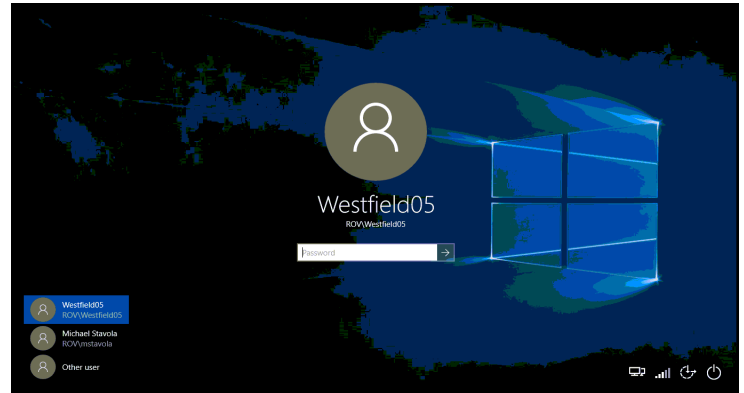 Westfield05
ROV\Westfield05
Password
Westfield05
ROV\Westfield05
Michael Stavola
ROV\mstavola
Other user